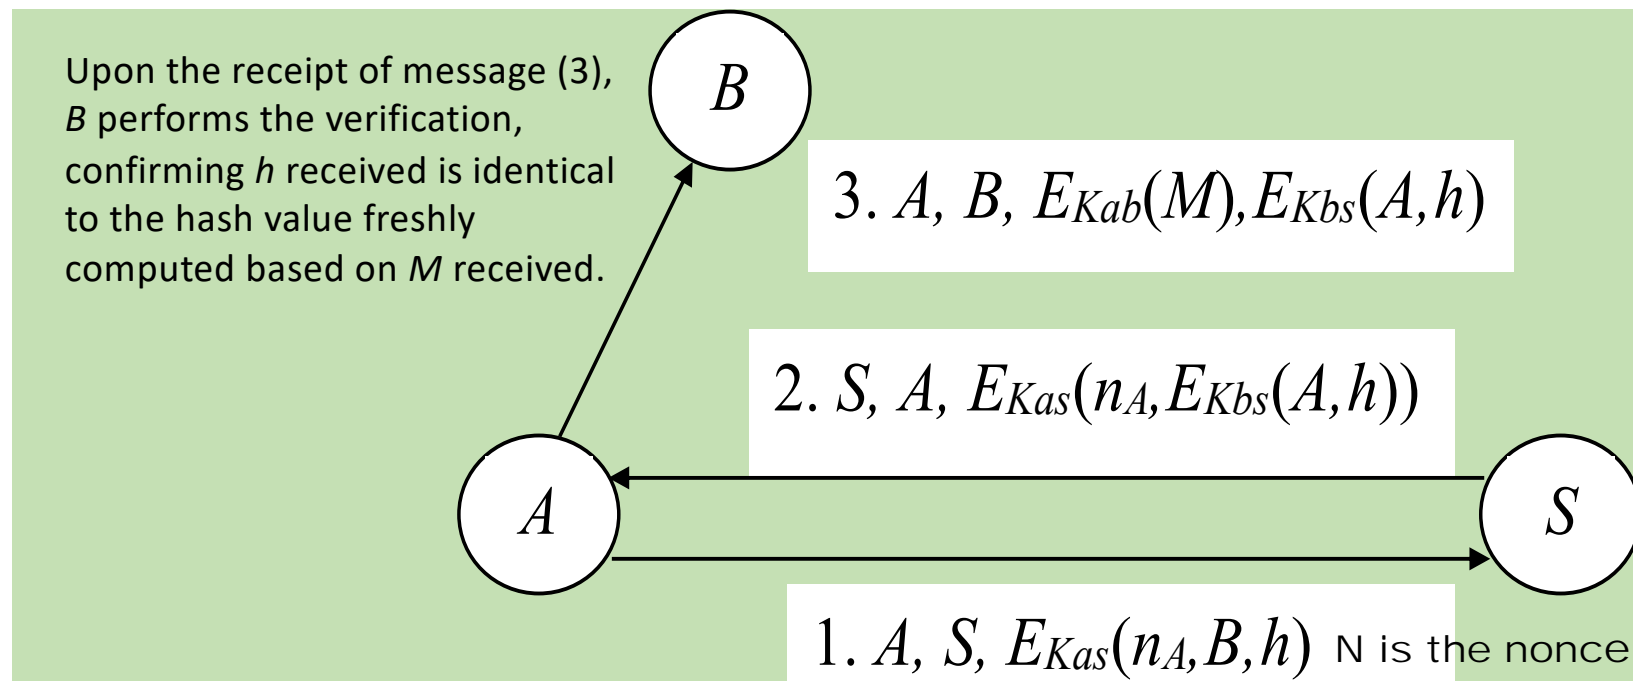 Upon the receipt of message (3),
B performs the verification,
confirming h received is identical
to the hash value freshly
computed based on M received.
B
3. A, B, EKab(M),EKbs(A,h)
2. S, A, EKas(nA,EKbs(A,h))
A
S
1. A, S, EKas(nA,B,h) N is the nonce